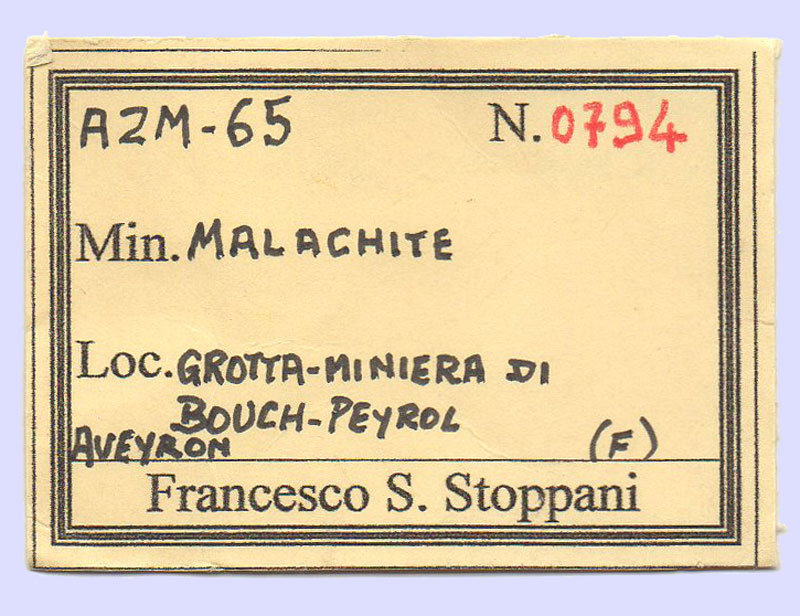 AZM-65 N. 0794
Min. MALACHITE
Loc. GROTTA-MINIERA DI
BOUCH-PEYROL
AVEYRON (F)
Francesco S. Stoppani